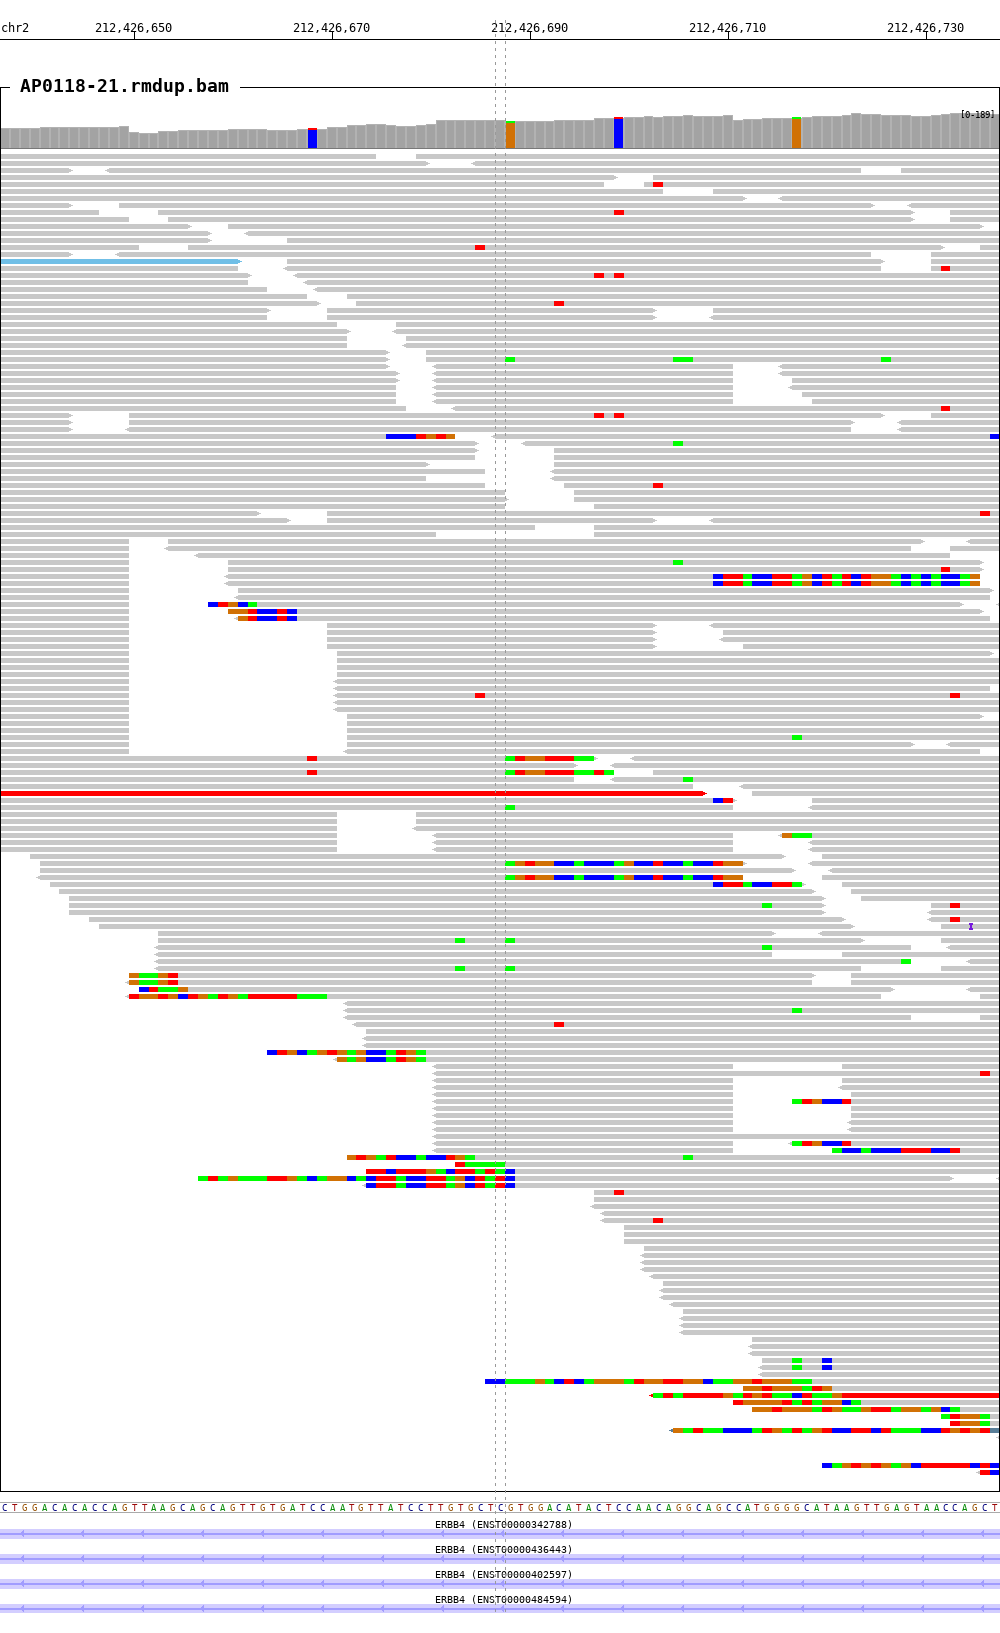 chr2 212,426,650 212,426,670 212,426,690 212,426,710 212,426,730
AP0118-21.rmdup.bam
[0-189]
I
CTGGACACACCAGTTAAGCAGCAGTTGTGATCCAATGTTATCCTTGTGCTCGTGGACATACTCCAACAGGCAGCCATGGGGCATAAGTTGAGTAACCAGCT
ERBB4 (ENST00000342788)
ERBB4 (ENST00000436443)
ERBB4 (ENST00000402597)
ERBB4 (ENST00000484594)